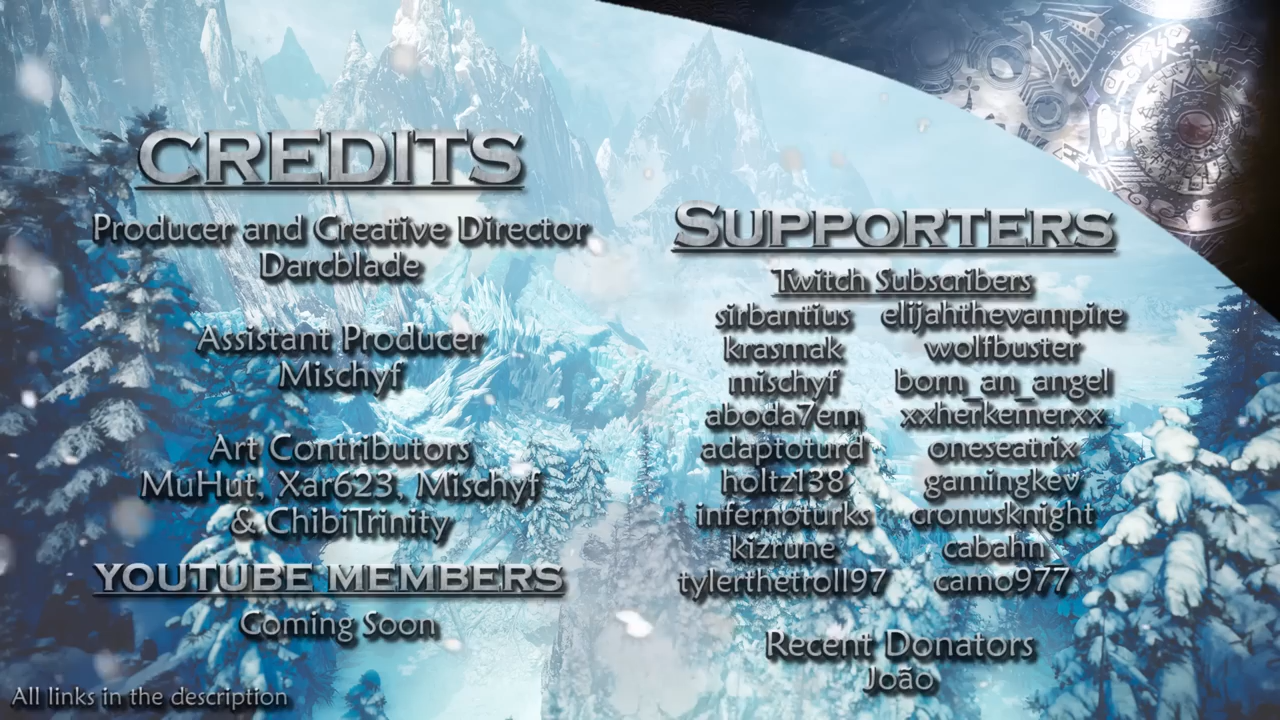 CREDITS
Producer and Creative Director
Darcblade
Assistant Producer
Mischyf
Art Contributors
MuHut, Xar623, Mischyf
& ChibiTrinity
YOUTUBE MEMBERS
Coming Soon
All links in the description
SUPPORTERS
Twitch Subscribers
sirbantius elijahthevampire
krasmak wolfbuster
mischyf born_an_angel
aboda7em xxherkemerxx
adaptoturd oneseatrix
holtz138 gamingkev
infernoturks cronusknight
kizrune cabahn
tylerthetroll97 camo977
Recent Donators
João